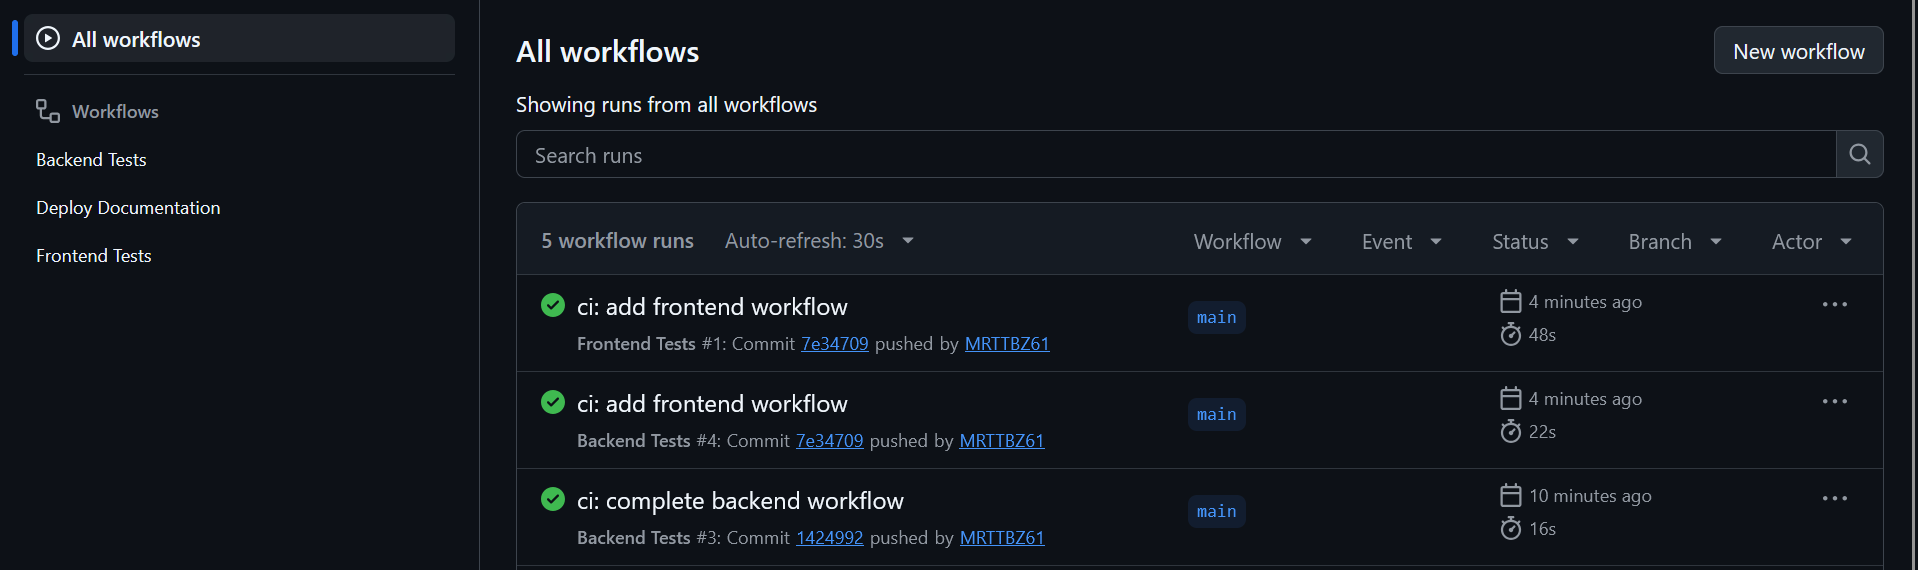 All workflows
Workflows
Backend Tests
Deploy Documentation
Frontend Tests
All workflows
New workflow
Showing runs from all workflows
Search runs
5 workflow runs Auto-refresh: 30s Workflow Event Status Branch Actor
ci: add frontend workflow
Frontend Tests #1: Commit 7e34709 pushed by MRTTBZ61
main
4 minutes ago
48s
ci: add frontend workflow
Backend Tests #4: Commit 7e34709 pushed by MRTTBZ61
main
4 minutes ago
22s
ci: complete backend workflow
Backend Tests #3: Commit 1424992 pushed by MRTTBZ61
main
10 minutes ago
16s